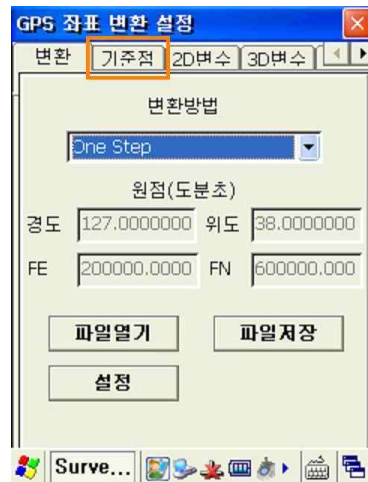 GPS 좌표 변환 설정
변환 기준점 2D변수 3D변수
변환방법
One Step
원점(도분초)
경도 127.0000000 위도 38.0000000
FE 200000.0000 FN 600000.000
파일열기 파일저장
설정
Surve...